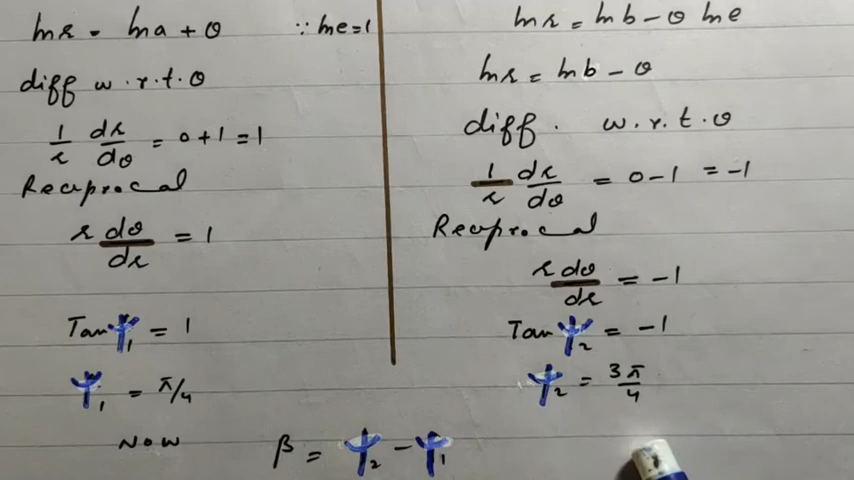 ln r = ln a + θ ∵ ln e = 1
diff w.r.t. θ
1/r dr/dθ = 0 + 1 = 1
Reciprocal
r dθ/dr = 1
Tan ψ₁ = 1
ψ₁ = π/4
ln r = ln b - θ ln e
ln r = ln b - θ
diff. w.r.t. θ
1/r dr/dθ = 0 - 1 = -1
Reciprocal
r dθ/dr = -1
Tan ψ₂ = -1
ψ₂ = 3π/4
NOW β = ψ₂ - ψ₁